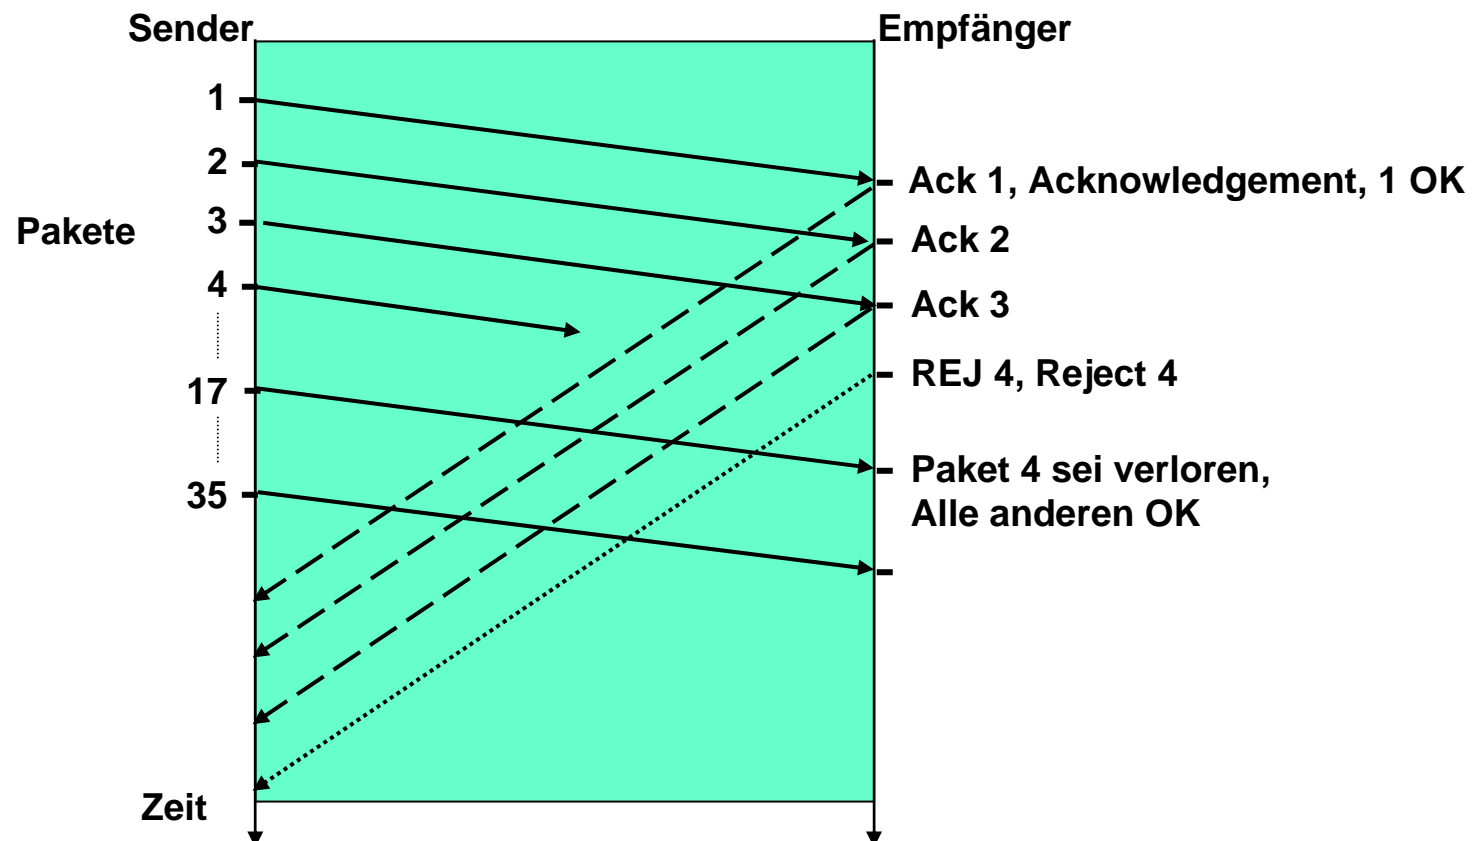 Sender
Empfänger
1
Ack 1, Acknowledgement, 1 OK
2
Pakete
3
Ack 2
4
Ack 3
REJ 4, Reject 4
17
Paket 4 sei verloren,
Alle anderen OK
35
Zeit